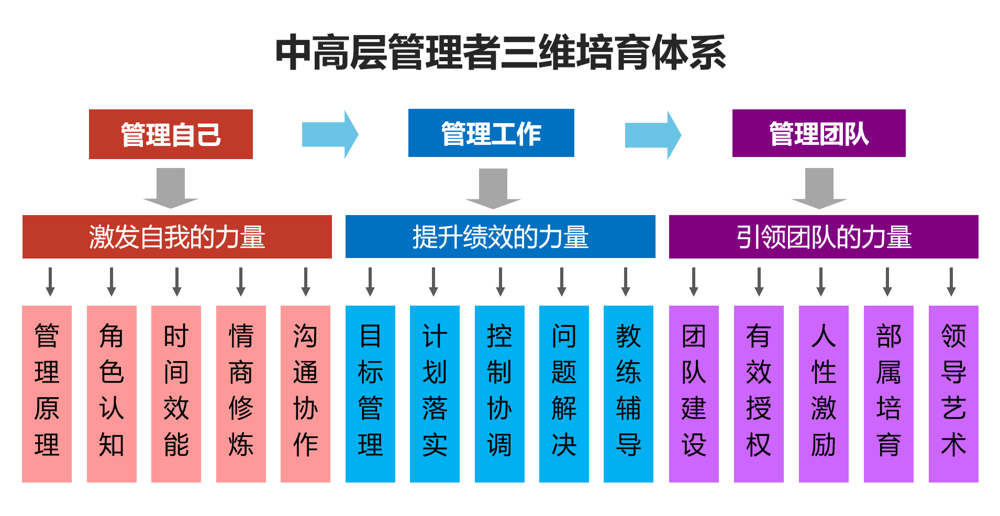 中高层管理者三维培育体系
管理自己
管理工作
管理团队
激发自我的力量
提升绩效的力量
引领团队的力量
管理原理
角色认知
时间效能
情商修炼
沟通协作
目标管理
计划落实
控制协调
问题解决
教练辅导
团队建设
有效授权
人性激励
部属培育
领导艺术